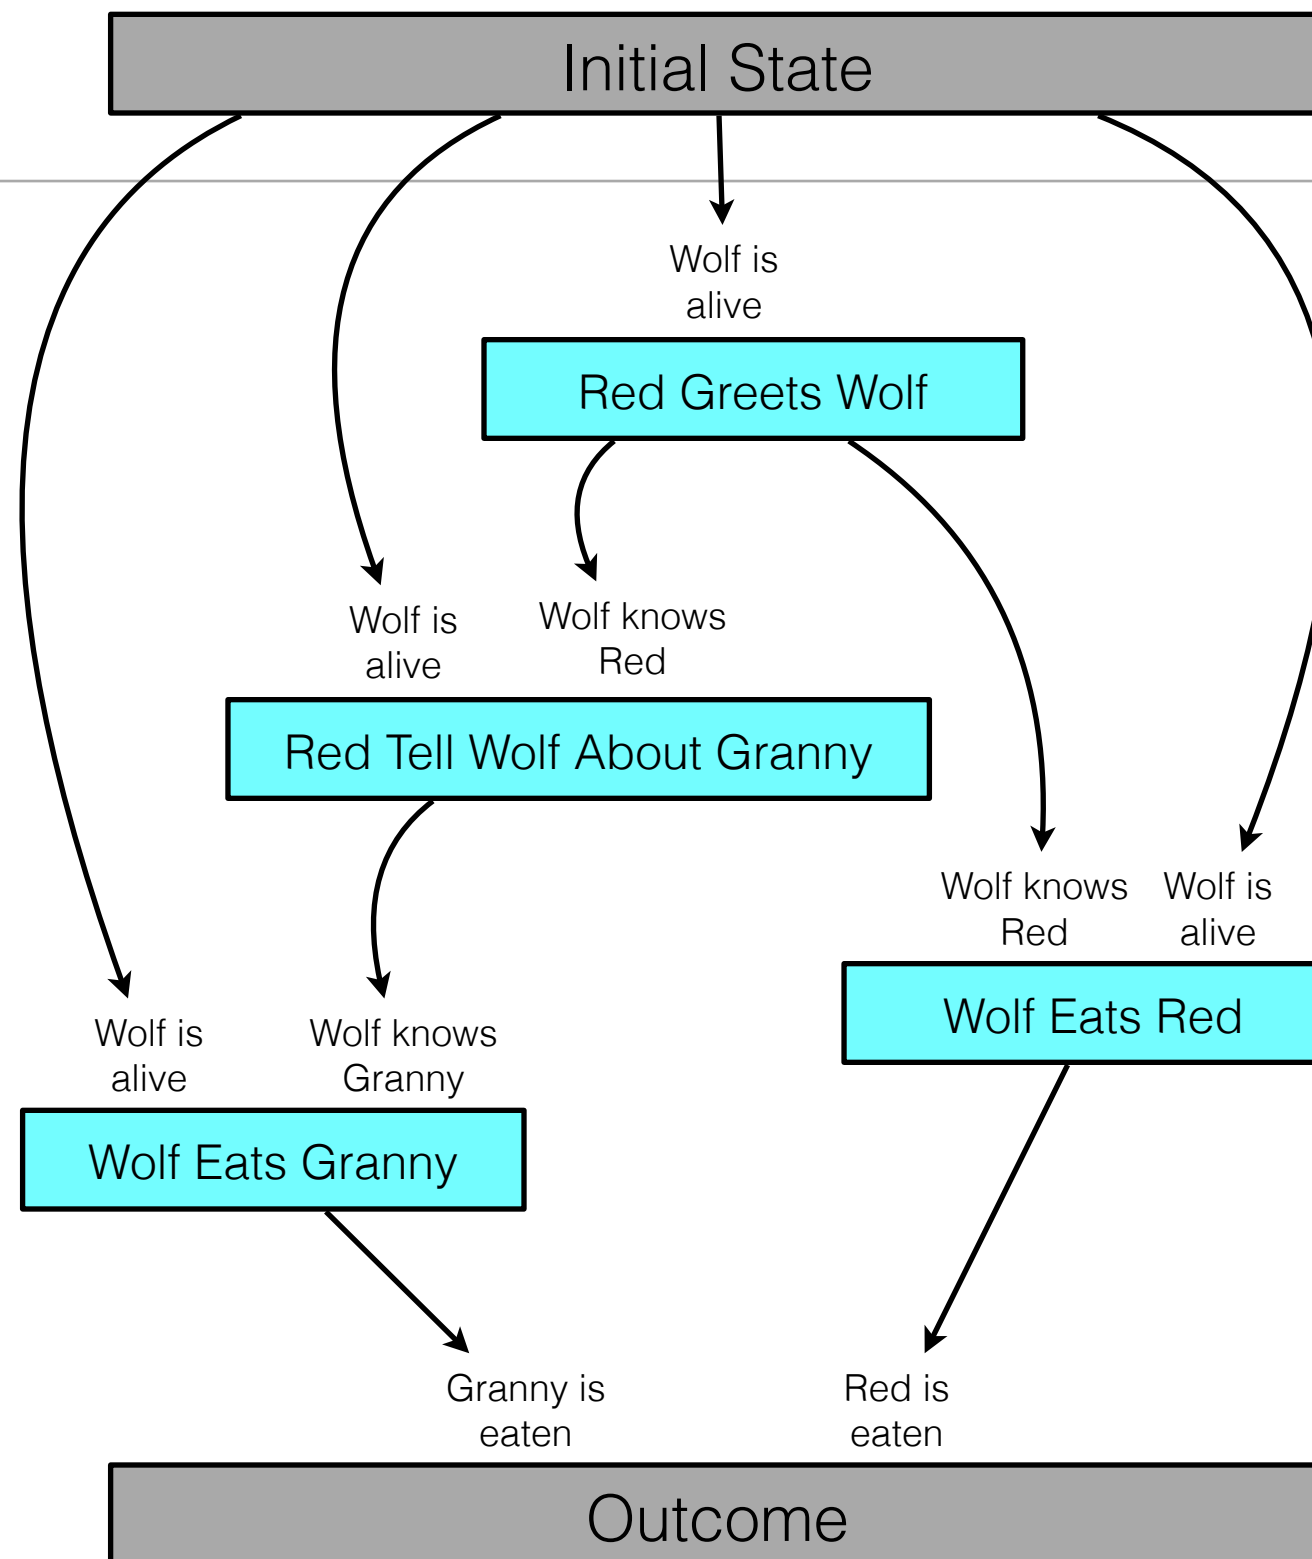 Initial State
Wolf is
alive
Red Greets Wolf
Wolf is
alive
Wolf knows
Red
Red Tell Wolf About Granny
Wolf knows
Red
Wolf is
alive
Wolf Eats Red
Wolf is
alive
Wolf knows
Granny
Wolf Eats Granny
Granny is
eaten
Red is
eaten
Outcome